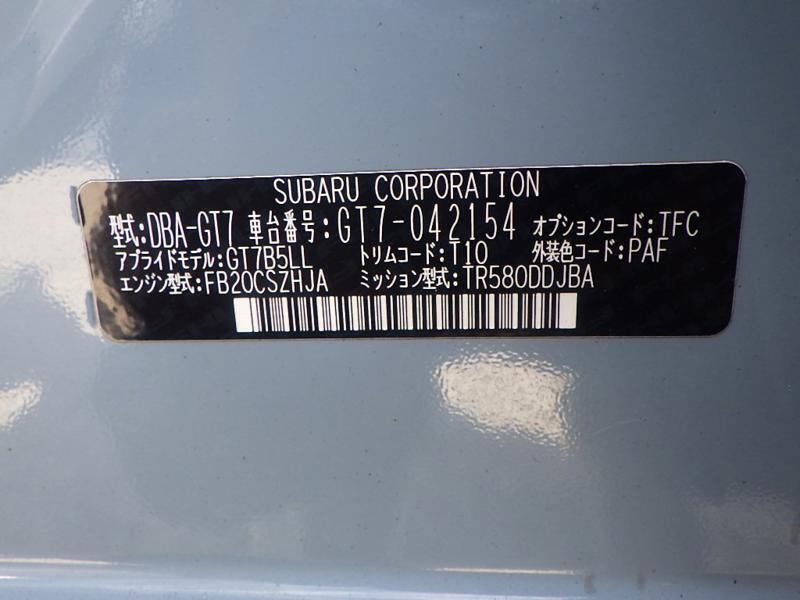 SUBARU CORPORATION
型式:DBA-GT7 車台番号:GT7-042154 オプションコード:TFC
アプライドモデル:GT7B5LL トリムコード:T10 外装色コード:PAF
エンジン型式:FB20CSZHJA ミッション型式:TR580DDJBA